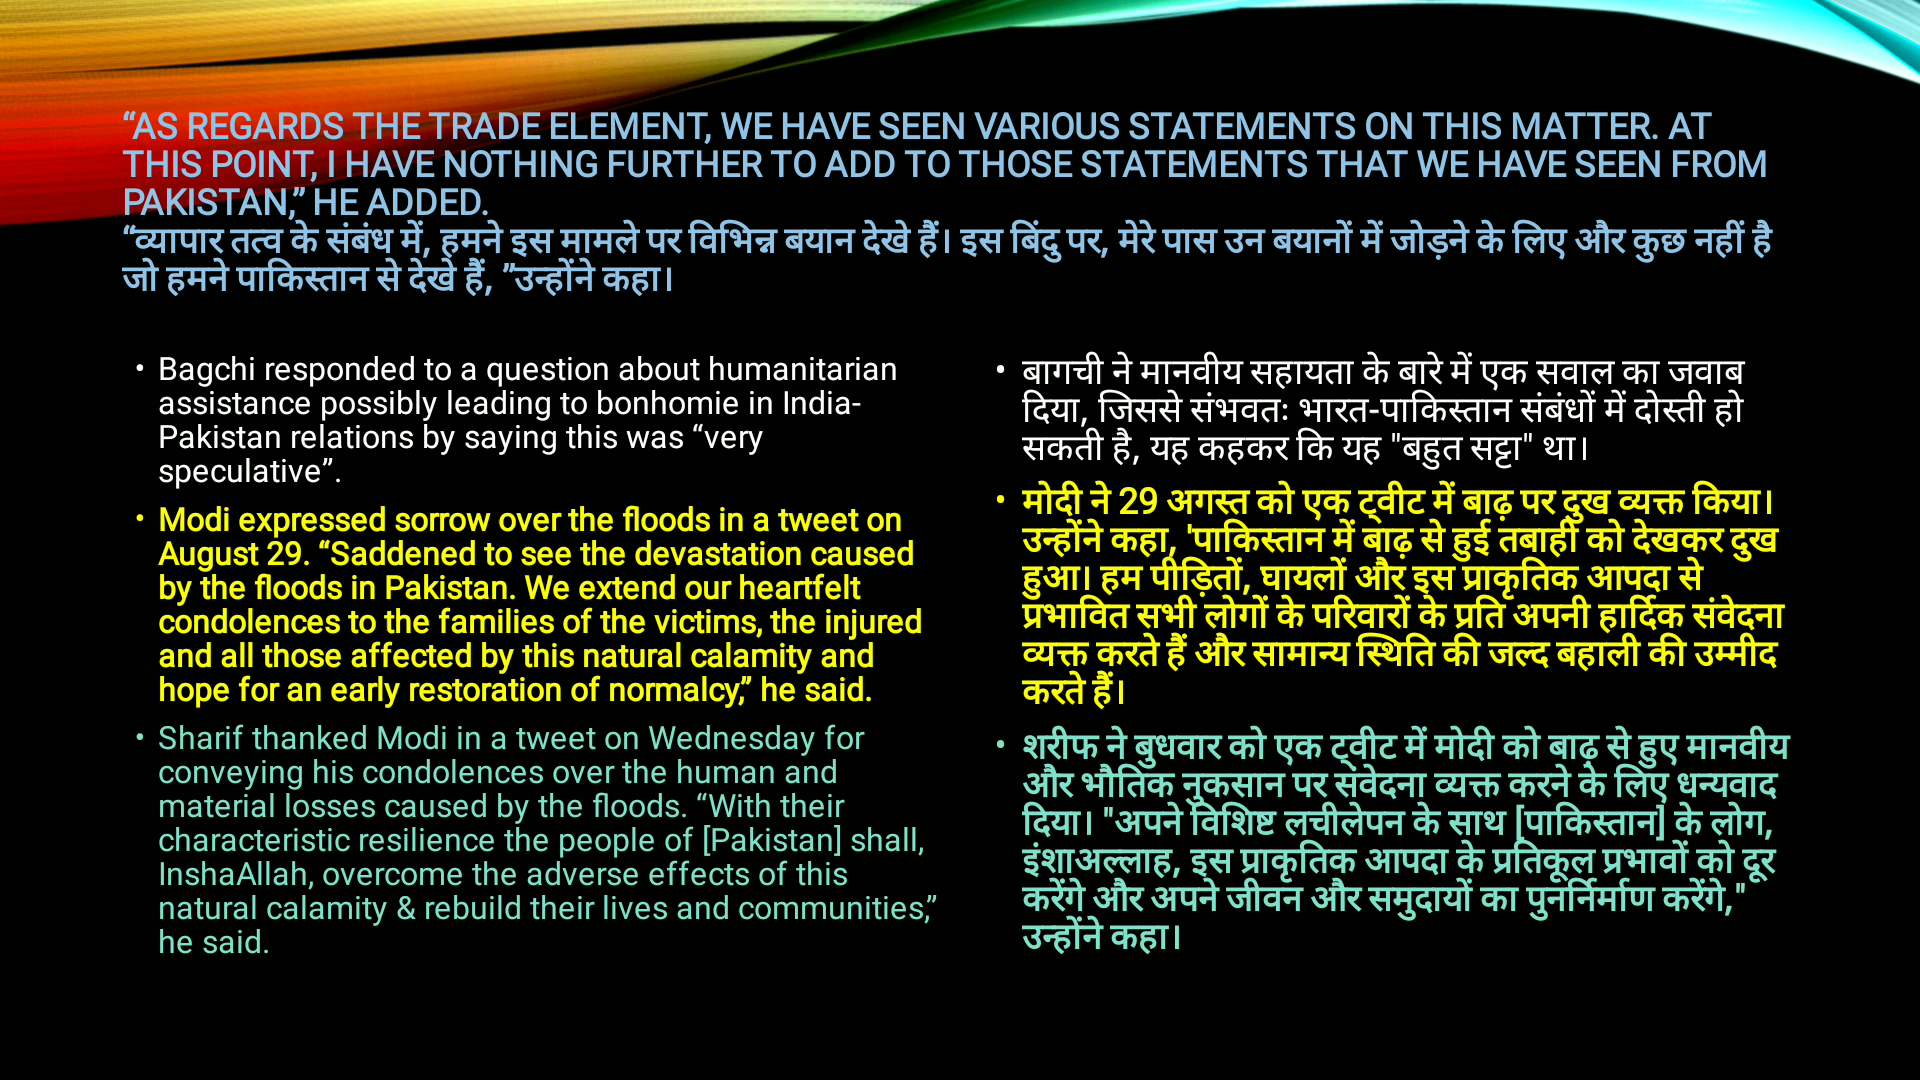 “AS REGARDS THE TRADE ELEMENT, WE HAVE SEEN VARIOUS STATEMENTS ON THIS MATTER. AT
THIS POINT, I HAVE NOTHING FURTHER TO ADD TO THOSE STATEMENTS THAT WE HAVE SEEN FROM
PAKISTAN,” HE ADDED.
“व्यापार तत्व के संबंध में, हमने इस मामले पर विभिन्न बयान देखे हैं। इस बिंदु पर, मेरे पास उन बयानों में जोड़ने के लिए और कुछ नहीं है
जो हमने पाकिस्तान से देखे हैं, ”उन्होंने कहा।
• Bagchi responded to a question about humanitarian
assistance possibly leading to bonhomie in India-
Pakistan relations by saying this was “very
speculative”.
• Modi expressed sorrow over the floods in a tweet on
August 29. “Saddened to see the devastation caused
by the floods in Pakistan. We extend our heartfelt
condolences to the families of the victims, the injured
and all those affected by this natural calamity and
hope for an early restoration of normalcy,” he said.
• Sharif thanked Modi in a tweet on Wednesday for
conveying his condolences over the human and
material losses caused by the floods. “With their
characteristic resilience the people of [Pakistan] shall,
InshaAllah, overcome the adverse effects of this
natural calamity & rebuild their lives and communities,”
he said.
• बागची ने मानवीय सहायता के बारे में एक सवाल का जवाब
दिया, जिससे संभवतः भारत-पाकिस्तान संबंधों में दोस्ती हो
सकती है, यह कहकर कि यह "बहुत सट्टा" था।
• मोदी ने 29 अगस्त को एक ट्वीट में बाढ़ पर दुख व्यक्त किया।
उन्होंने कहा, 'पाकिस्तान में बाढ़ से हुई तबाही को देखकर दुख
हुआ। हम पीड़ितों, घायलों और इस प्राकृतिक आपदा से
प्रभावित सभी लोगों के परिवारों के प्रति अपनी हार्दिक संवेदना
व्यक्त करते हैं और सामान्य स्थिति की जल्द बहाली की उम्मीद
करते हैं।
• शरीफ ने बुधवार को एक ट्वीट में मोदी को बाढ़ से हुए मानवीय
और भौतिक नुकसान पर संवेदना व्यक्त करने के लिए धन्यवाद
दिया। "अपने विशिष्ट लचीलेपन के साथ [पाकिस्तान] के लोग,
इंशाअल्लाह, इस प्राकृतिक आपदा के प्रतिकूल प्रभावों को दूर
करेंगे और अपने जीवन और समुदायों का पुनर्निर्माण करेंगे,"
उन्होंने कहा।